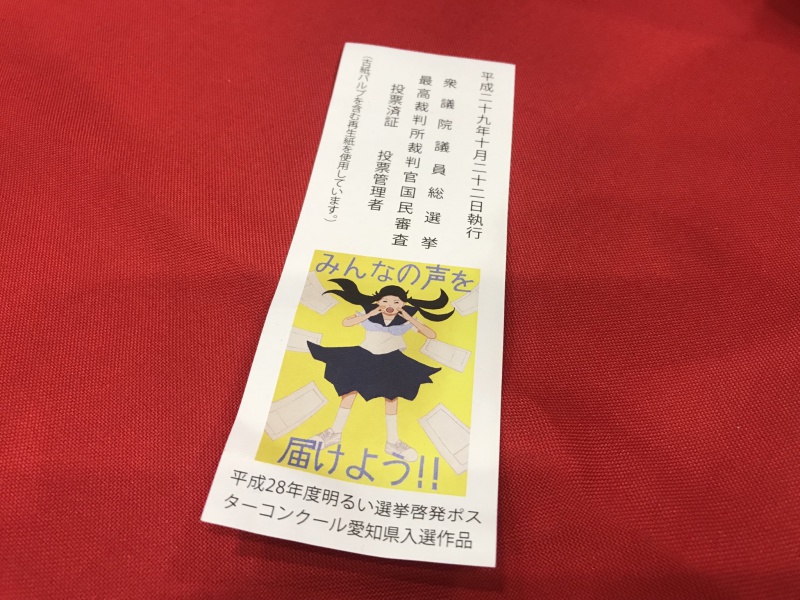 平成二十九年十月二十二日執行
衆議院議員総選挙
最高裁判所裁判官国民審査
投票済証 投票管理者
（古紙パルプを含む再生紙を使用しています。）
みんなの声を
届けよう!!
平成28年度明るい選挙啓発ポス
ターコンクール愛知県入選作品